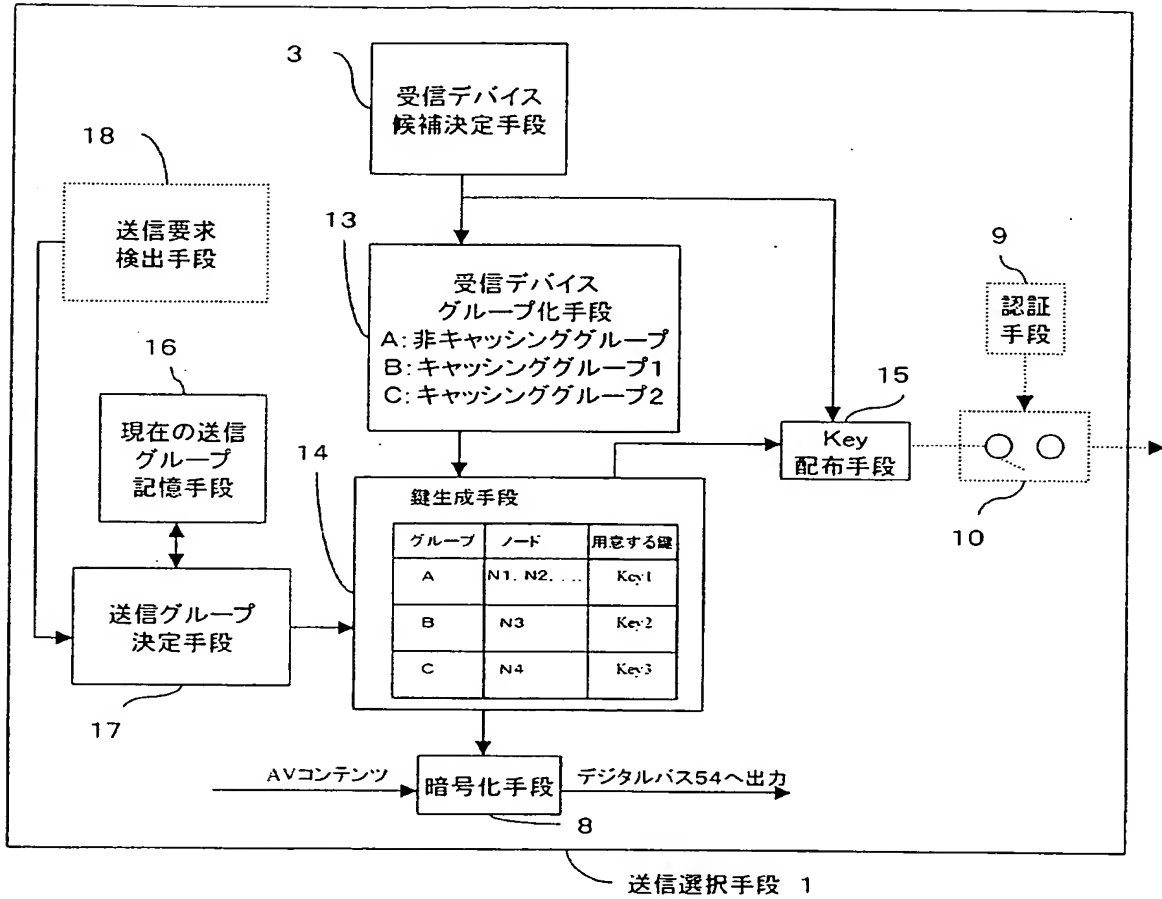 3
受信デバイス
候補決定手段
18
送信要求
検出手段
13
受信デバイス
グループ化手段
A:非キャッシンググループ
B:キャッシンググループ1
C:キャッシンググループ2
9
認証
手段
16
現在の送信
グループ
記憶手段
15
Key
配布手段
10
14
鍵生成手段
グループ ノード 用意する鍵
A N1. N2. . . . Key1
B N3 Key2
C N4 Key3
送信グループ
決定手段
17
AVコンテンツ
暗号化手段
デジタルバス54へ出力
8
送信選択手段 1